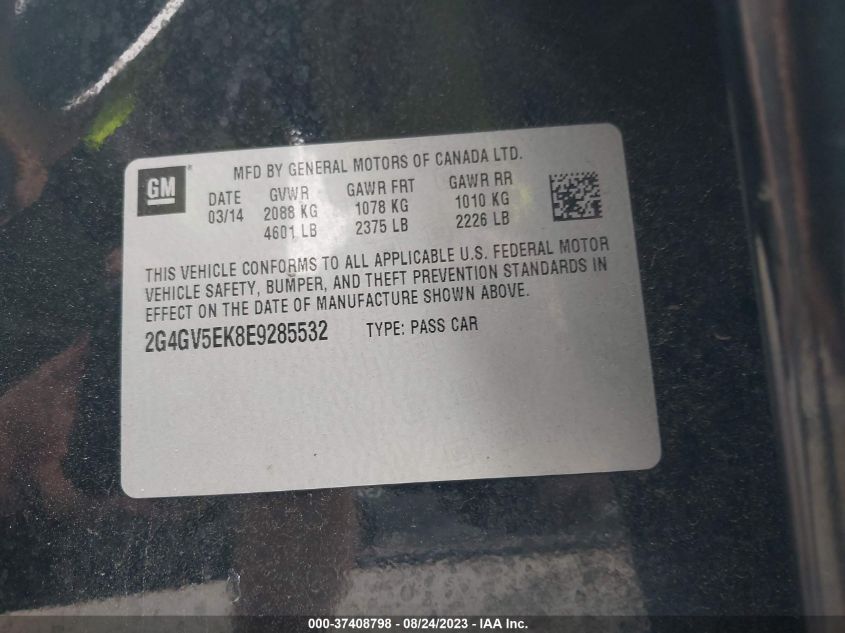 GM
MFD BY GENERAL MOTORS OF CANADA LTD.
DATE GVWR GAWR FRT GAWR RR
03/14 2088 KG 1078 KG 1010 KG
4601 LB 2375 LB 2226 LB
THIS VEHICLE CONFORMS TO ALL APPLICABLE U.S. FEDERAL MOTOR
VEHICLE SAFETY, BUMPER, AND THEFT PREVENTION STANDARDS IN
EFFECT ON THE DATE OF MANUFACTURE SHOWN ABOVE.
2G4GV5EK8E9285532 TYPE: PASS CAR
000-37408798 - 08/24/2023 - IAA Inc.